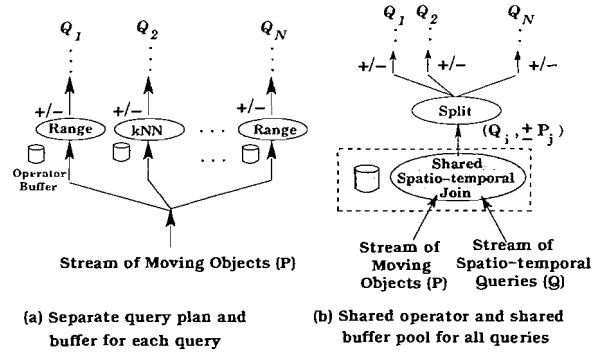 Q1 Q2 QN
+/- +/- +/-
Range kNN . . . Range
Operator
Buffer
. . .
Stream of Moving Objects {P}
(a) Separate query plan and
buffer for each query
Q1 Q2 QN
+/- +/- +/-
Split
(Qj , ± Pj )
Shared
Spatio-temporal
Join
Stream of
Moving
Objects {P}
Stream of
Spatio-temporal
Queries {Q}
(b) Shared operator and shared
buffer pool for all queries